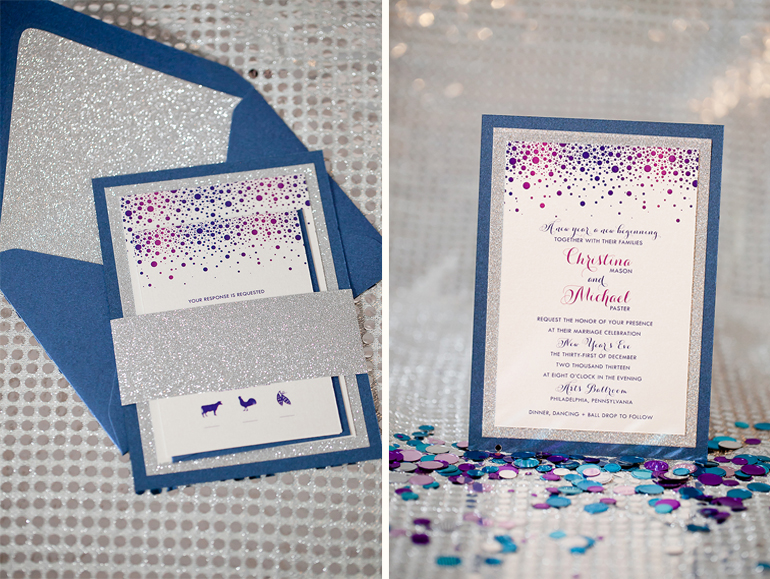 YOUR RESPONSE IS REQUESTED
A new year a new beginning
TOGETHER WITH THEIR FAMILIES
Christina
MASON
and
Michael
PASTER
REQUEST THE HONOR OF YOUR PRESENCE
AT THEIR MARRIAGE CELEBRATION
New Year's Eve
THE THIRTY-FIRST OF DECEMBER
TWO THOUSAND THIRTEEN
AT EIGHT O'CLOCK IN THE EVENING
Arts Ballroom
PHILADELPHIA, PENNSYLVANIA
DINNER, DANCING + BALL DROP TO FOLLOW